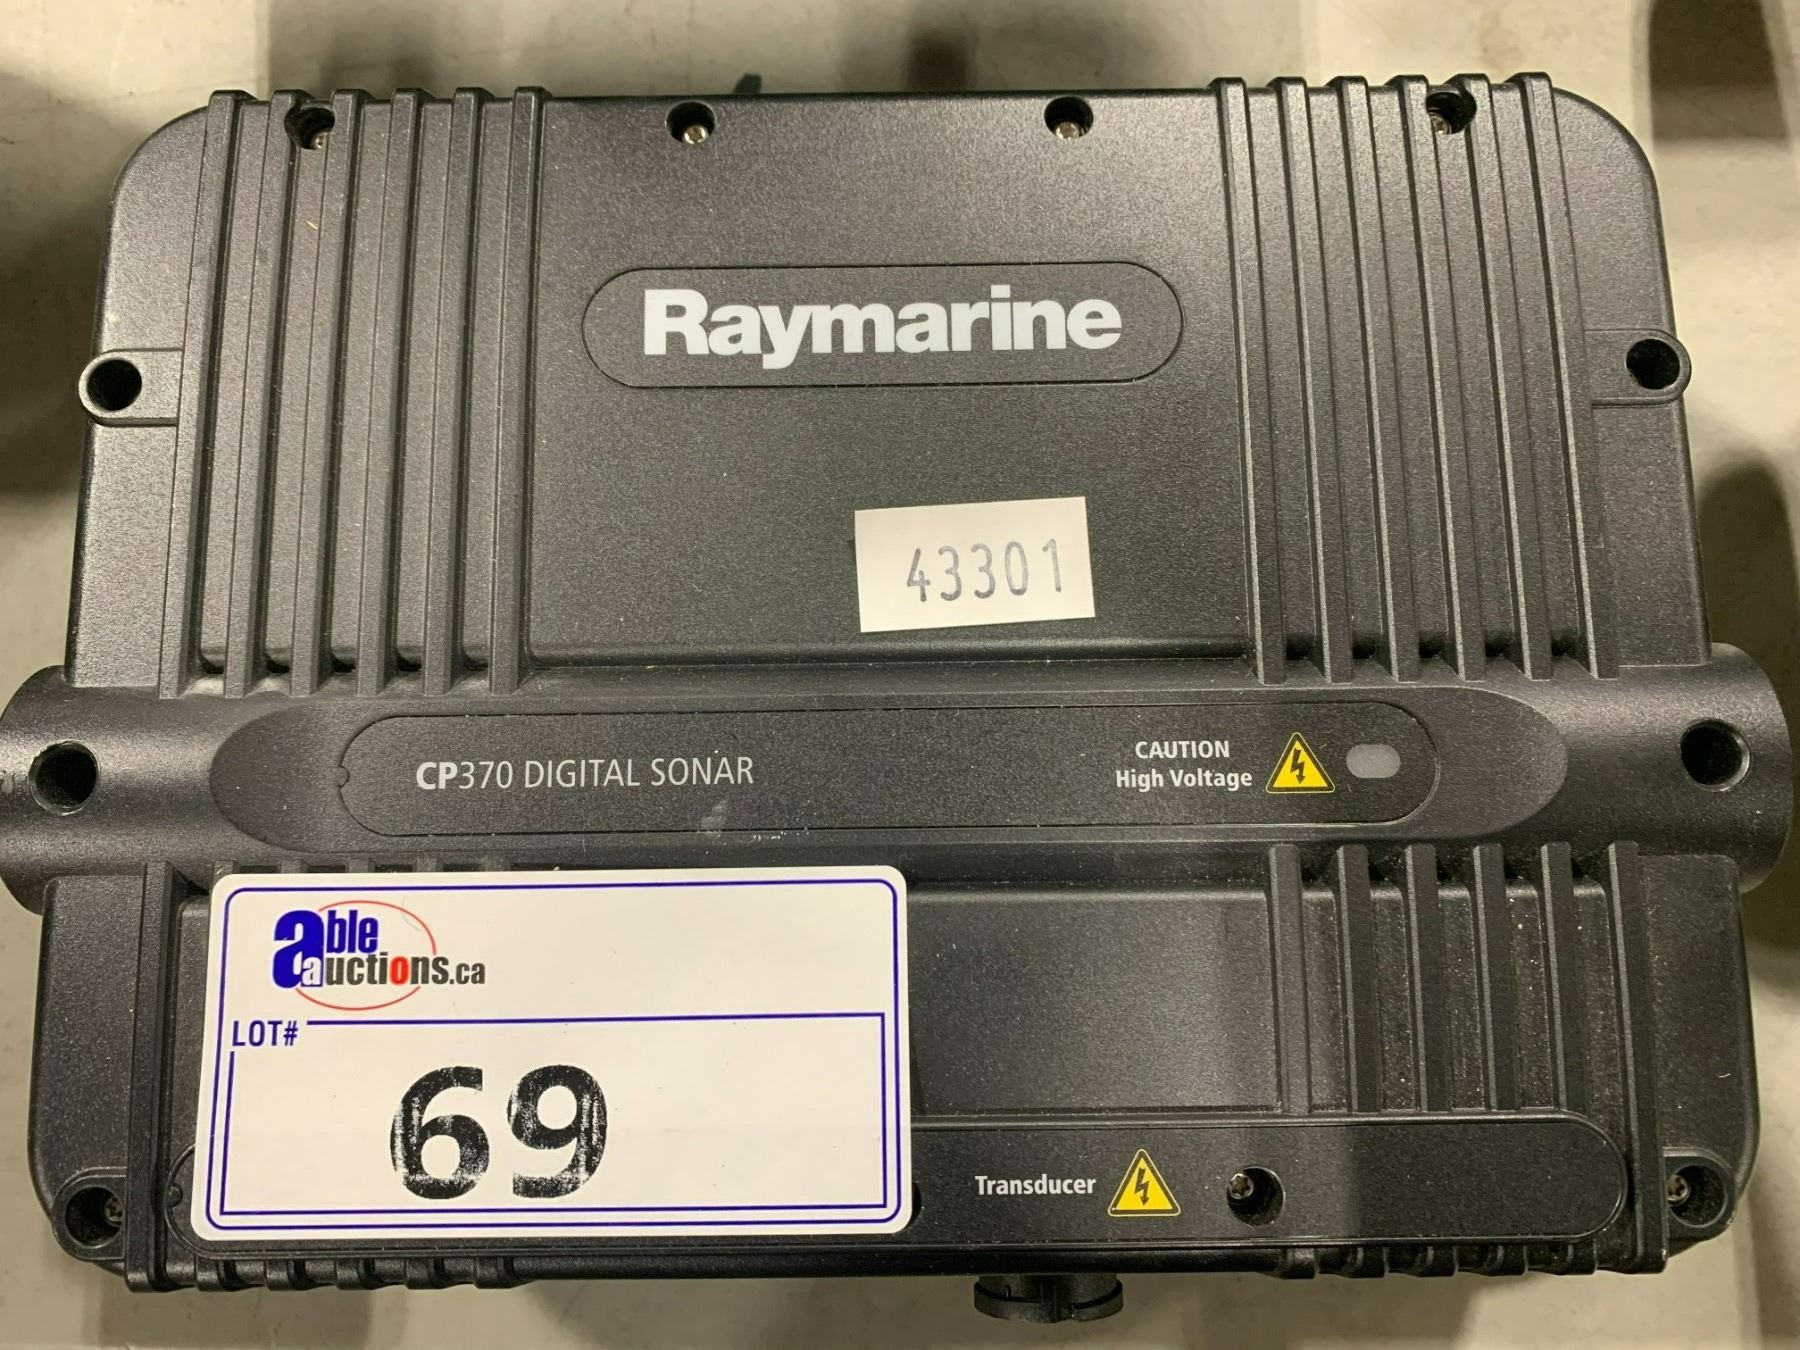 Raymarine
43301
CP370 DIGITAL SONAR
CAUTION
High Voltage
able
auctions.ca
LOT#
69
Transducer